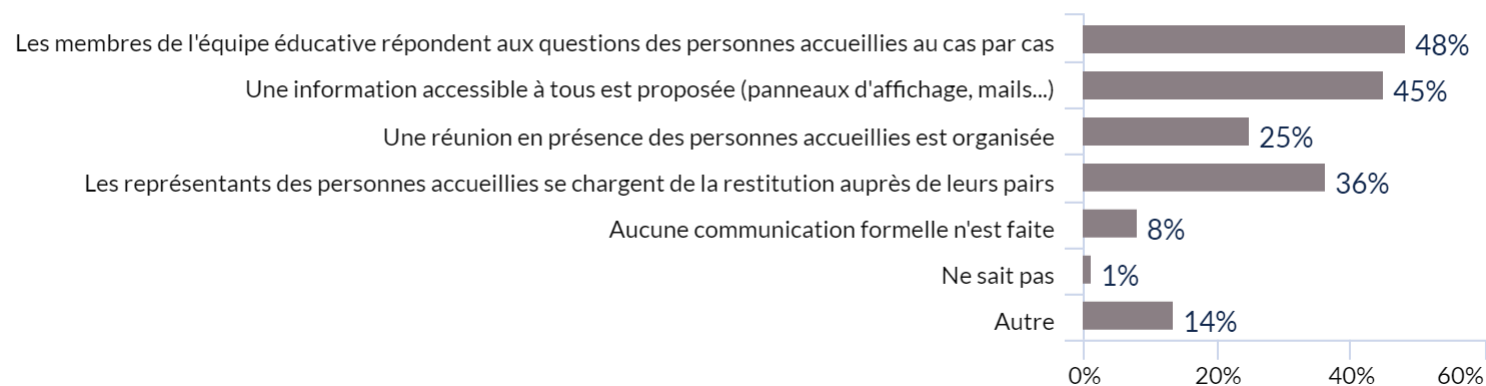 Les membres de l'équipe éducative répondent aux questions des personnes accueillies au cas par cas 48%
Une information accessible à tous est proposée (panneaux d'affichage, mails...) 45%
Une réunion en présence des personnes accueillies est organisée 25%
Les représentants des personnes accueillies se chargent de la restitution auprès de leurs pairs 36%
Aucune communication formelle n'est faite 8%
Ne sait pas 1%
Autre 14%
0% 20% 40% 60%